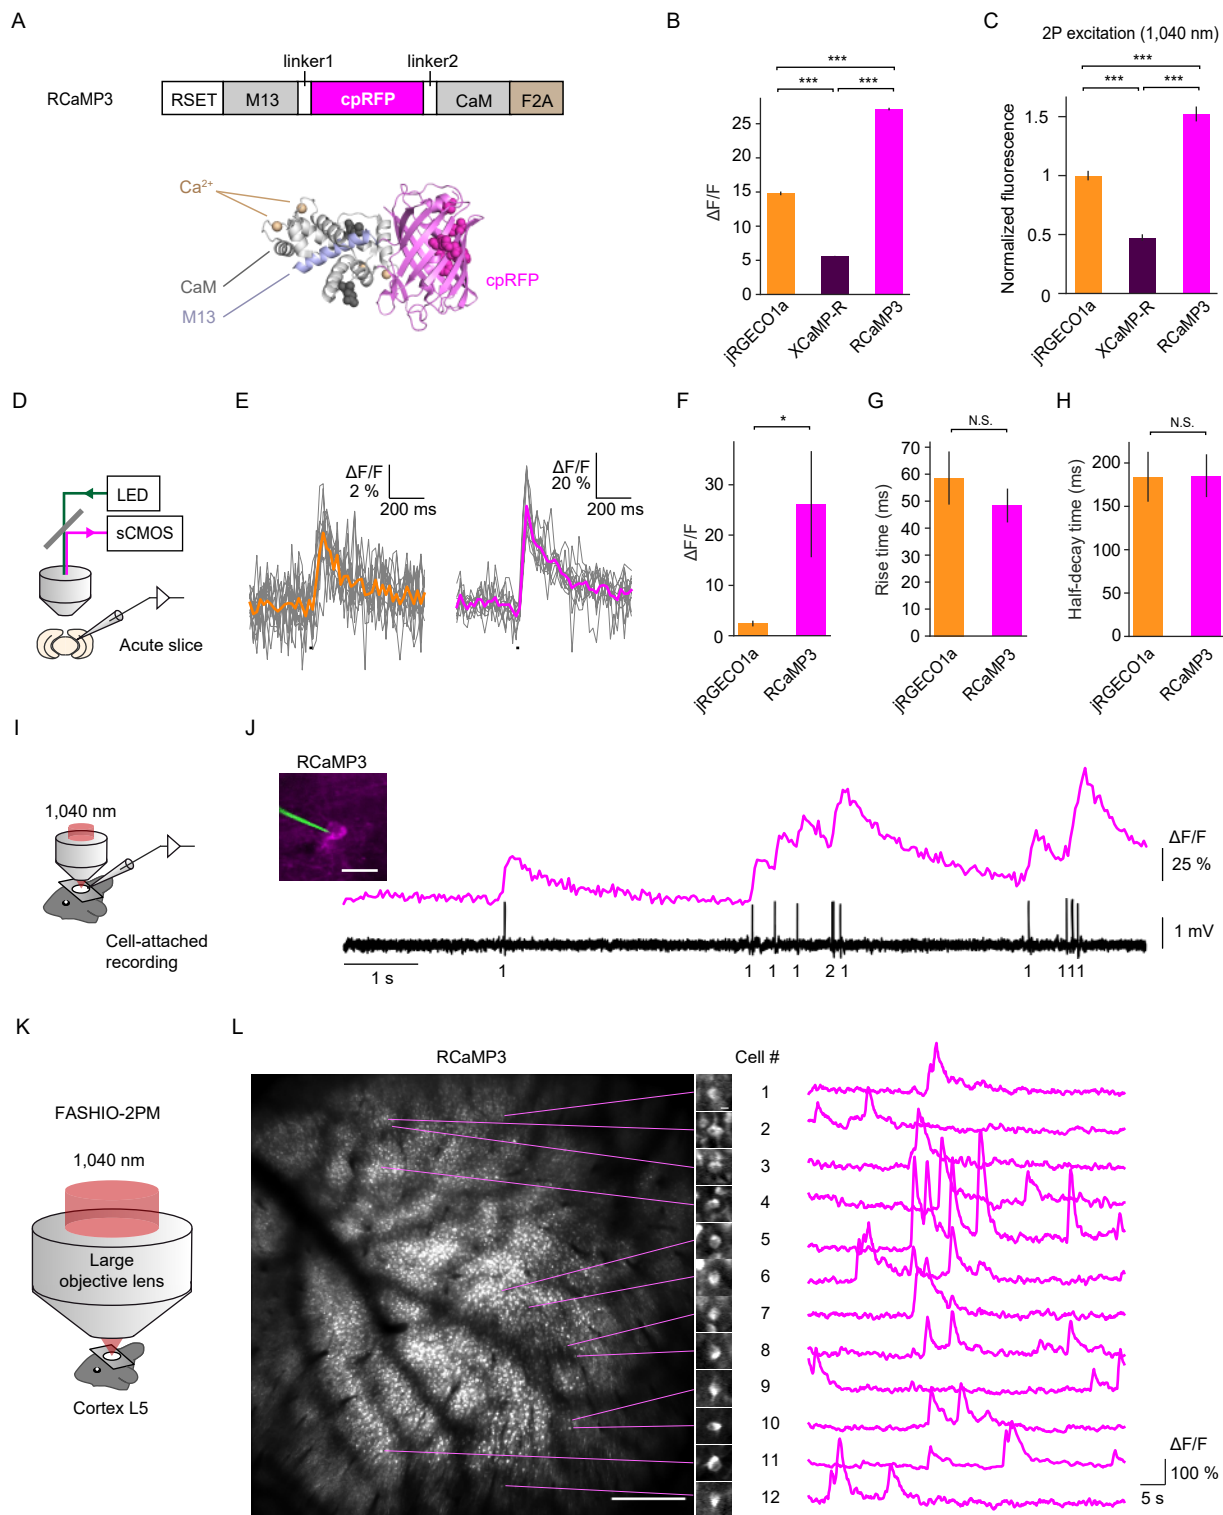 A
RCaMP3
linker1
linker2
RSET
M13
cpRFP
CaM
F2A
Ca²⁺
CaM
M13
cpRFP
B
***
***
***
ΔF/F
25
20
15
10
5
0
jRGECO1a
XCaMP-R
RCaMP3
C
2P excitation (1,040 nm)
***
***
***
Normalized fluorescence
1.5
1
0.5
0
jRGECO1a
XCaMP-R
RCaMP3
D
LED
sCMOS
Acute slice
E
ΔF/F
2 %
200 ms
ΔF/F
20 %
200 ms
F
*
ΔF/F
30
20
10
0
jRGECO1a
RCaMP3
G
N.S.
Rise time (ms)
70
60
50
40
30
20
10
0
jRGECO1a
RCaMP3
H
N.S.
Half-decay time (ms)
200
150
100
50
0
jRGECO1a
RCaMP3
I
1,040 nm
Cell-attached
recording
J
RCaMP3
ΔF/F
25 %
1 mV
1 s
1
1 1 1 2 1
1 111
K
FASHIO-2PM
1,040 nm
Large
objective lens
Cortex L5
L
RCaMP3
Cell #
1
2
3
4
5
6
7
8
9
10
11
12
ΔF/F
100 %
5 s